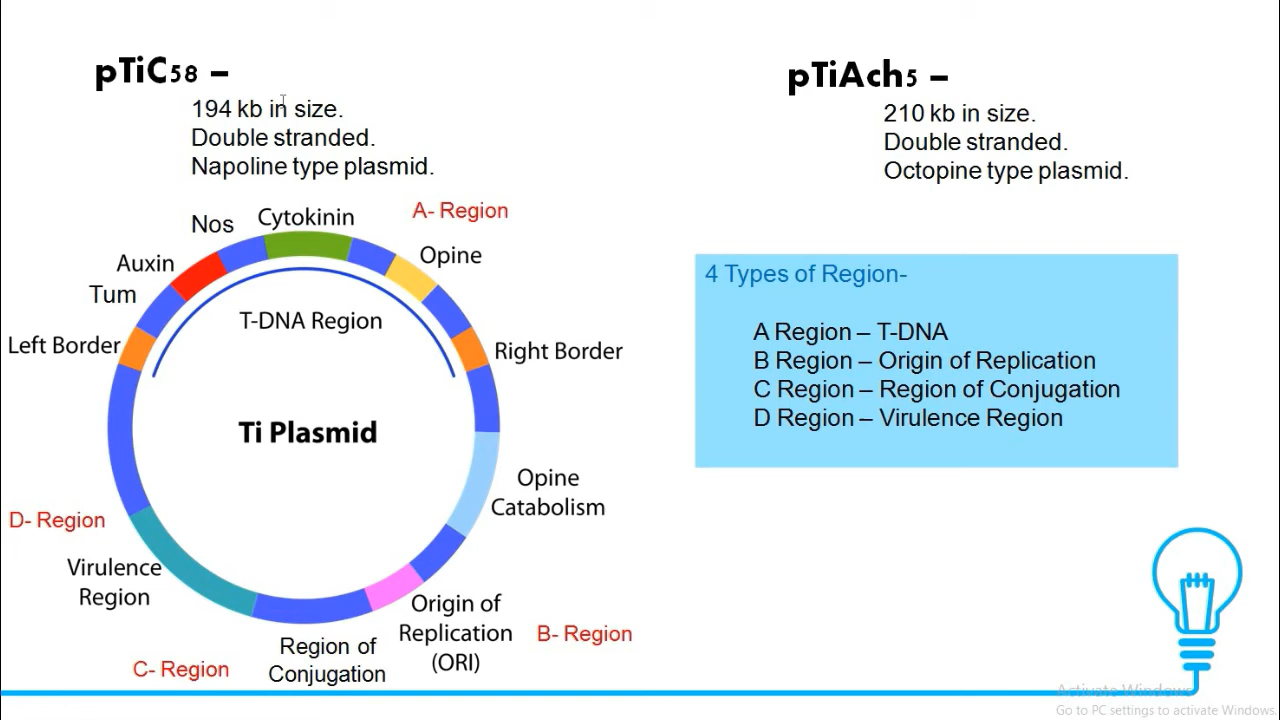 pTiC58 –
194 kb in size.
Double stranded.
Napoline type plasmid.
pTiAch5 –
210 kb in size.
Double stranded.
Octopine type plasmid.
Nos
Cytokinin
A- Region
Auxin
Opine
Tum
T-DNA Region
Left Border
Right Border
Ti Plasmid
Opine
Catabolism
D- Region
Virulence
Region
Origin of
Replication
(ORI)
B- Region
Region of
Conjugation
C- Region
4 Types of Region-
A Region – T-DNA
B Region – Origin of Replication
C Region – Region of Conjugation
D Region – Virulence Region
Activate Windows
Go to PC settings to activate Windows.